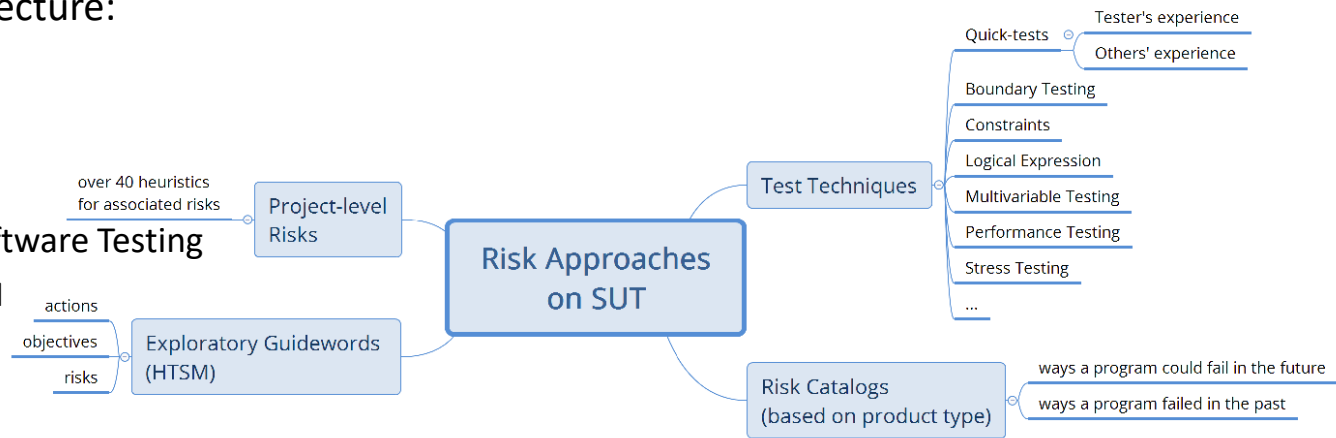 ecture:
ftware Testing
Risk Approaches
on SUT
Project-level
Risks
over 40 heuristics
for associated risks
Exploratory Guidewords
(HTSM)
actions
objectives
risks
Test Techniques
Quick-tests
Tester's experience
Others' experience
Boundary Testing
Constraints
Logical Expression
Multivariable Testing
Performance Testing
Stress Testing
...
Risk Catalogs
(based on product type)
ways a program could fail in the future
ways a program failed in the past